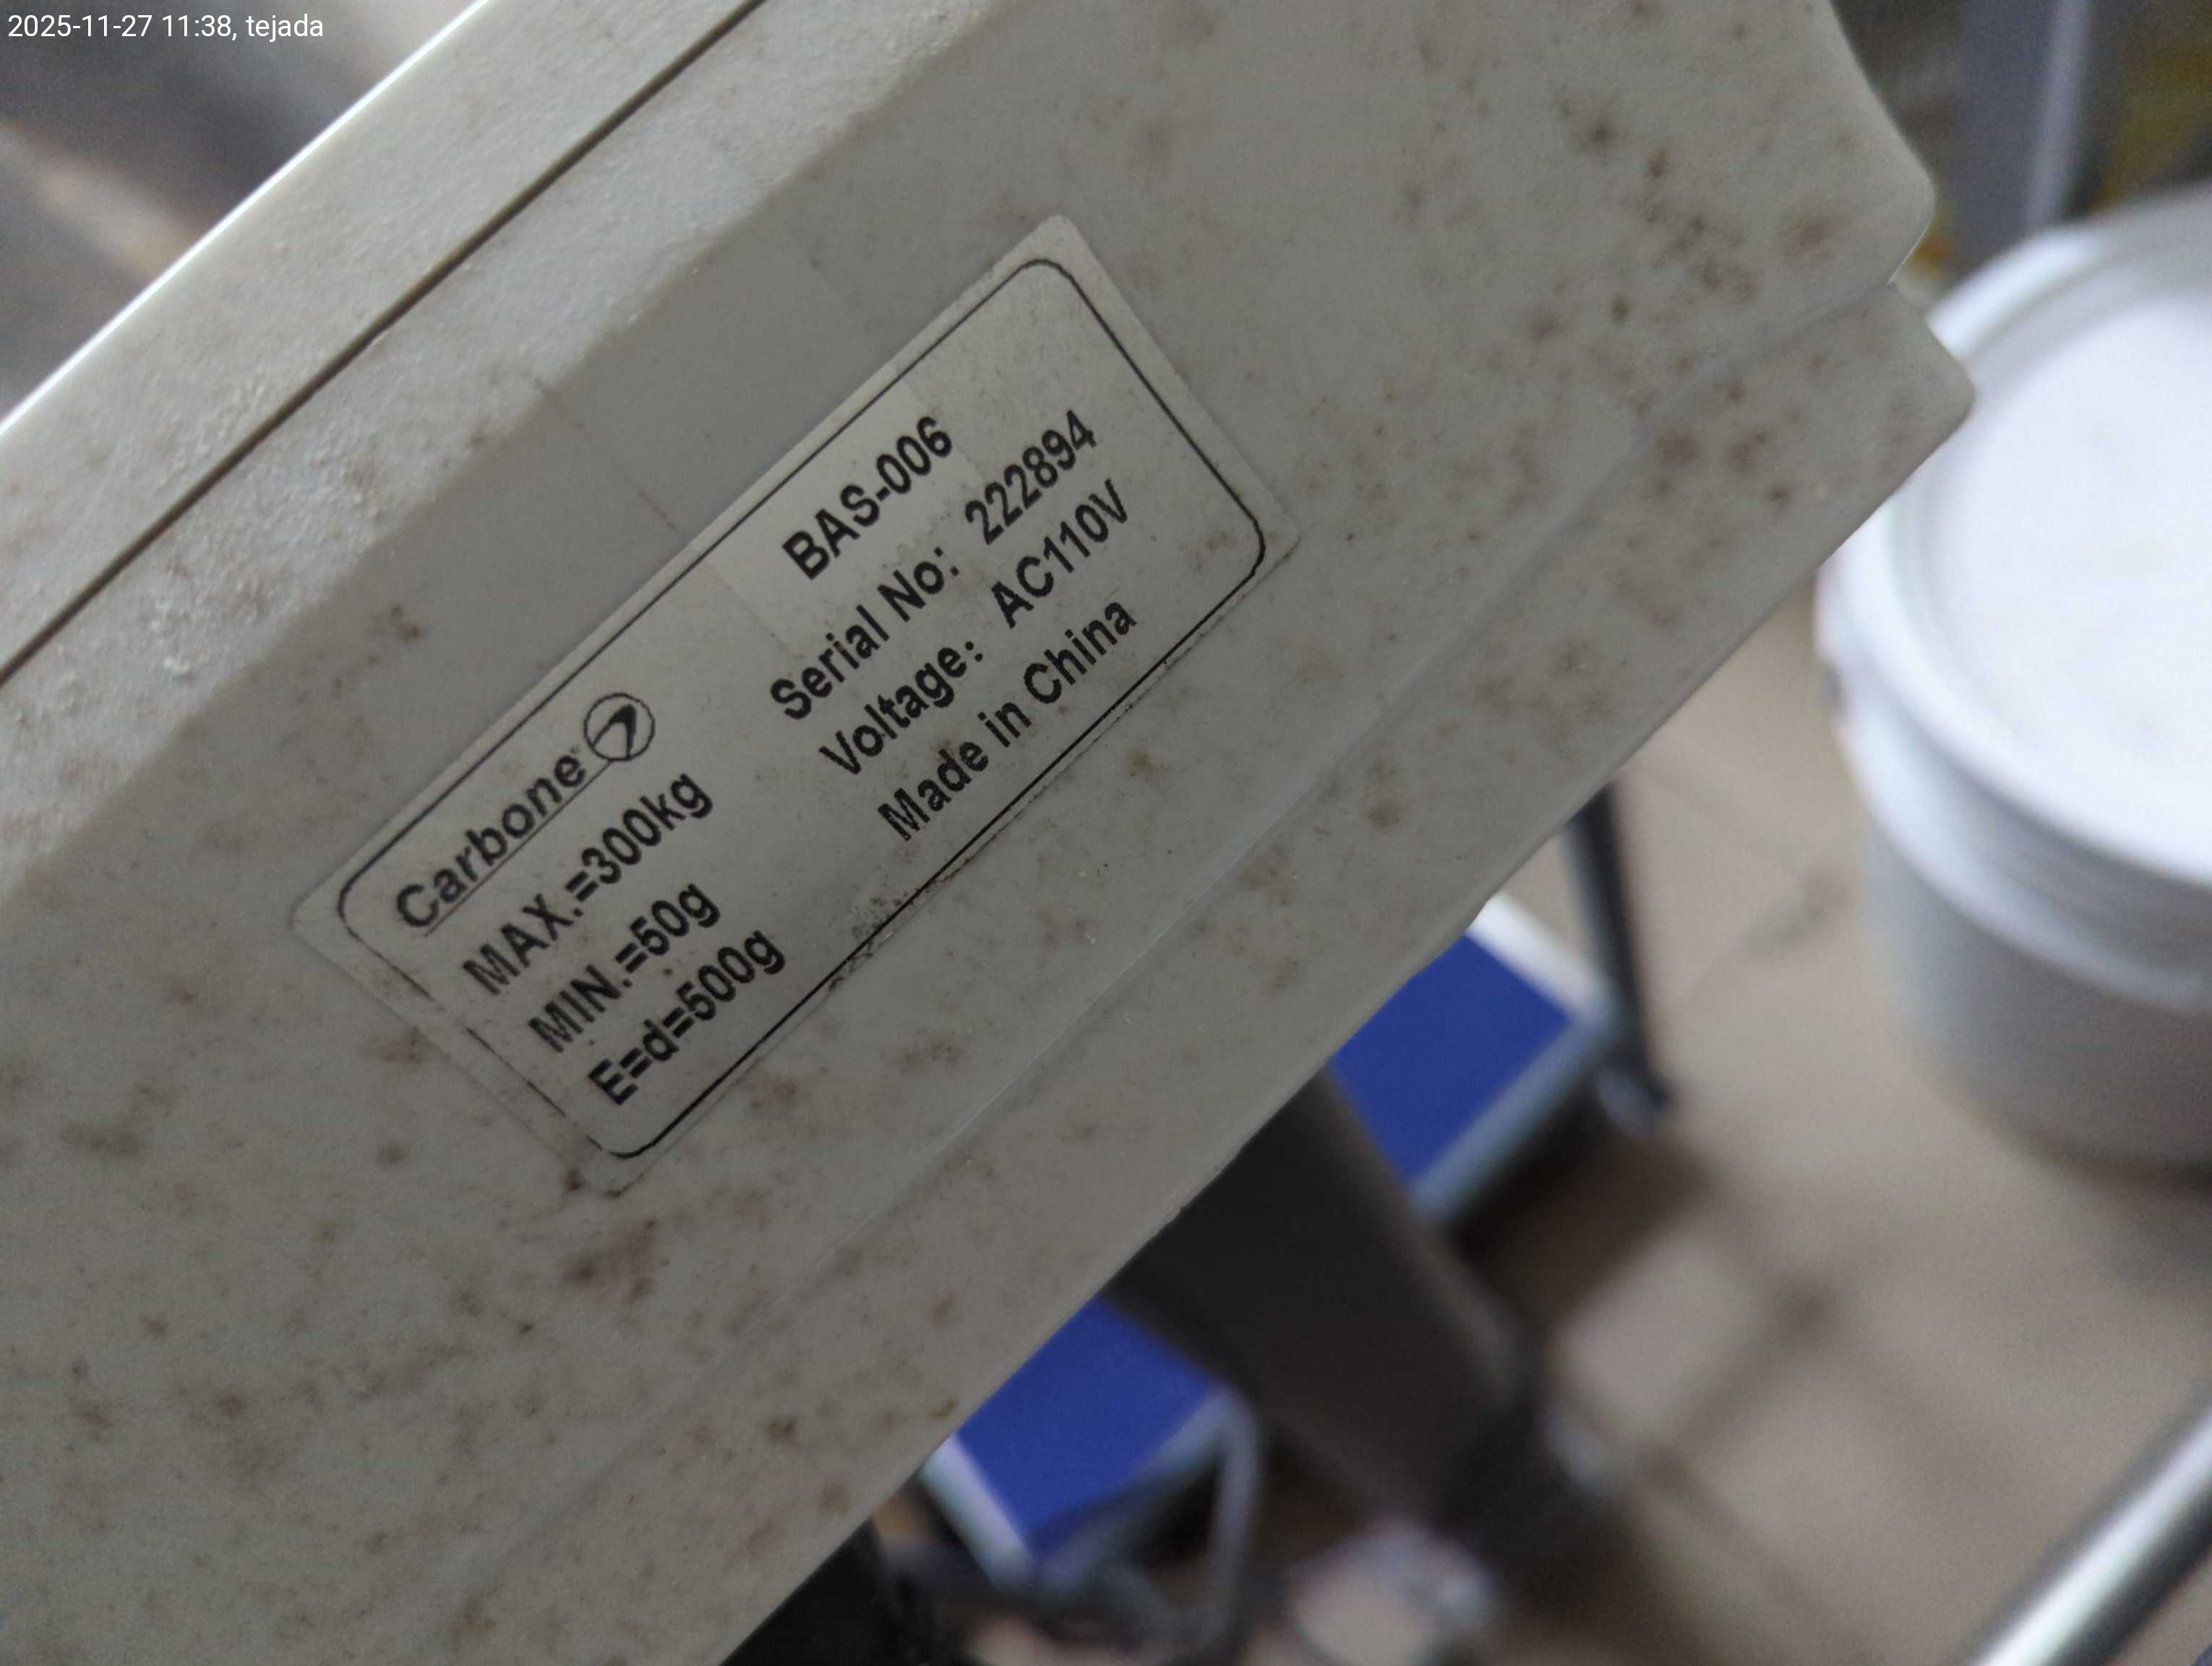 2025-11-27 11:38, tejada
Carbone
BAS-006
MAX.=300kg
Serial No: 222894
MIN.=50g
Voltage: AC110V
E=d=500g
Made in China